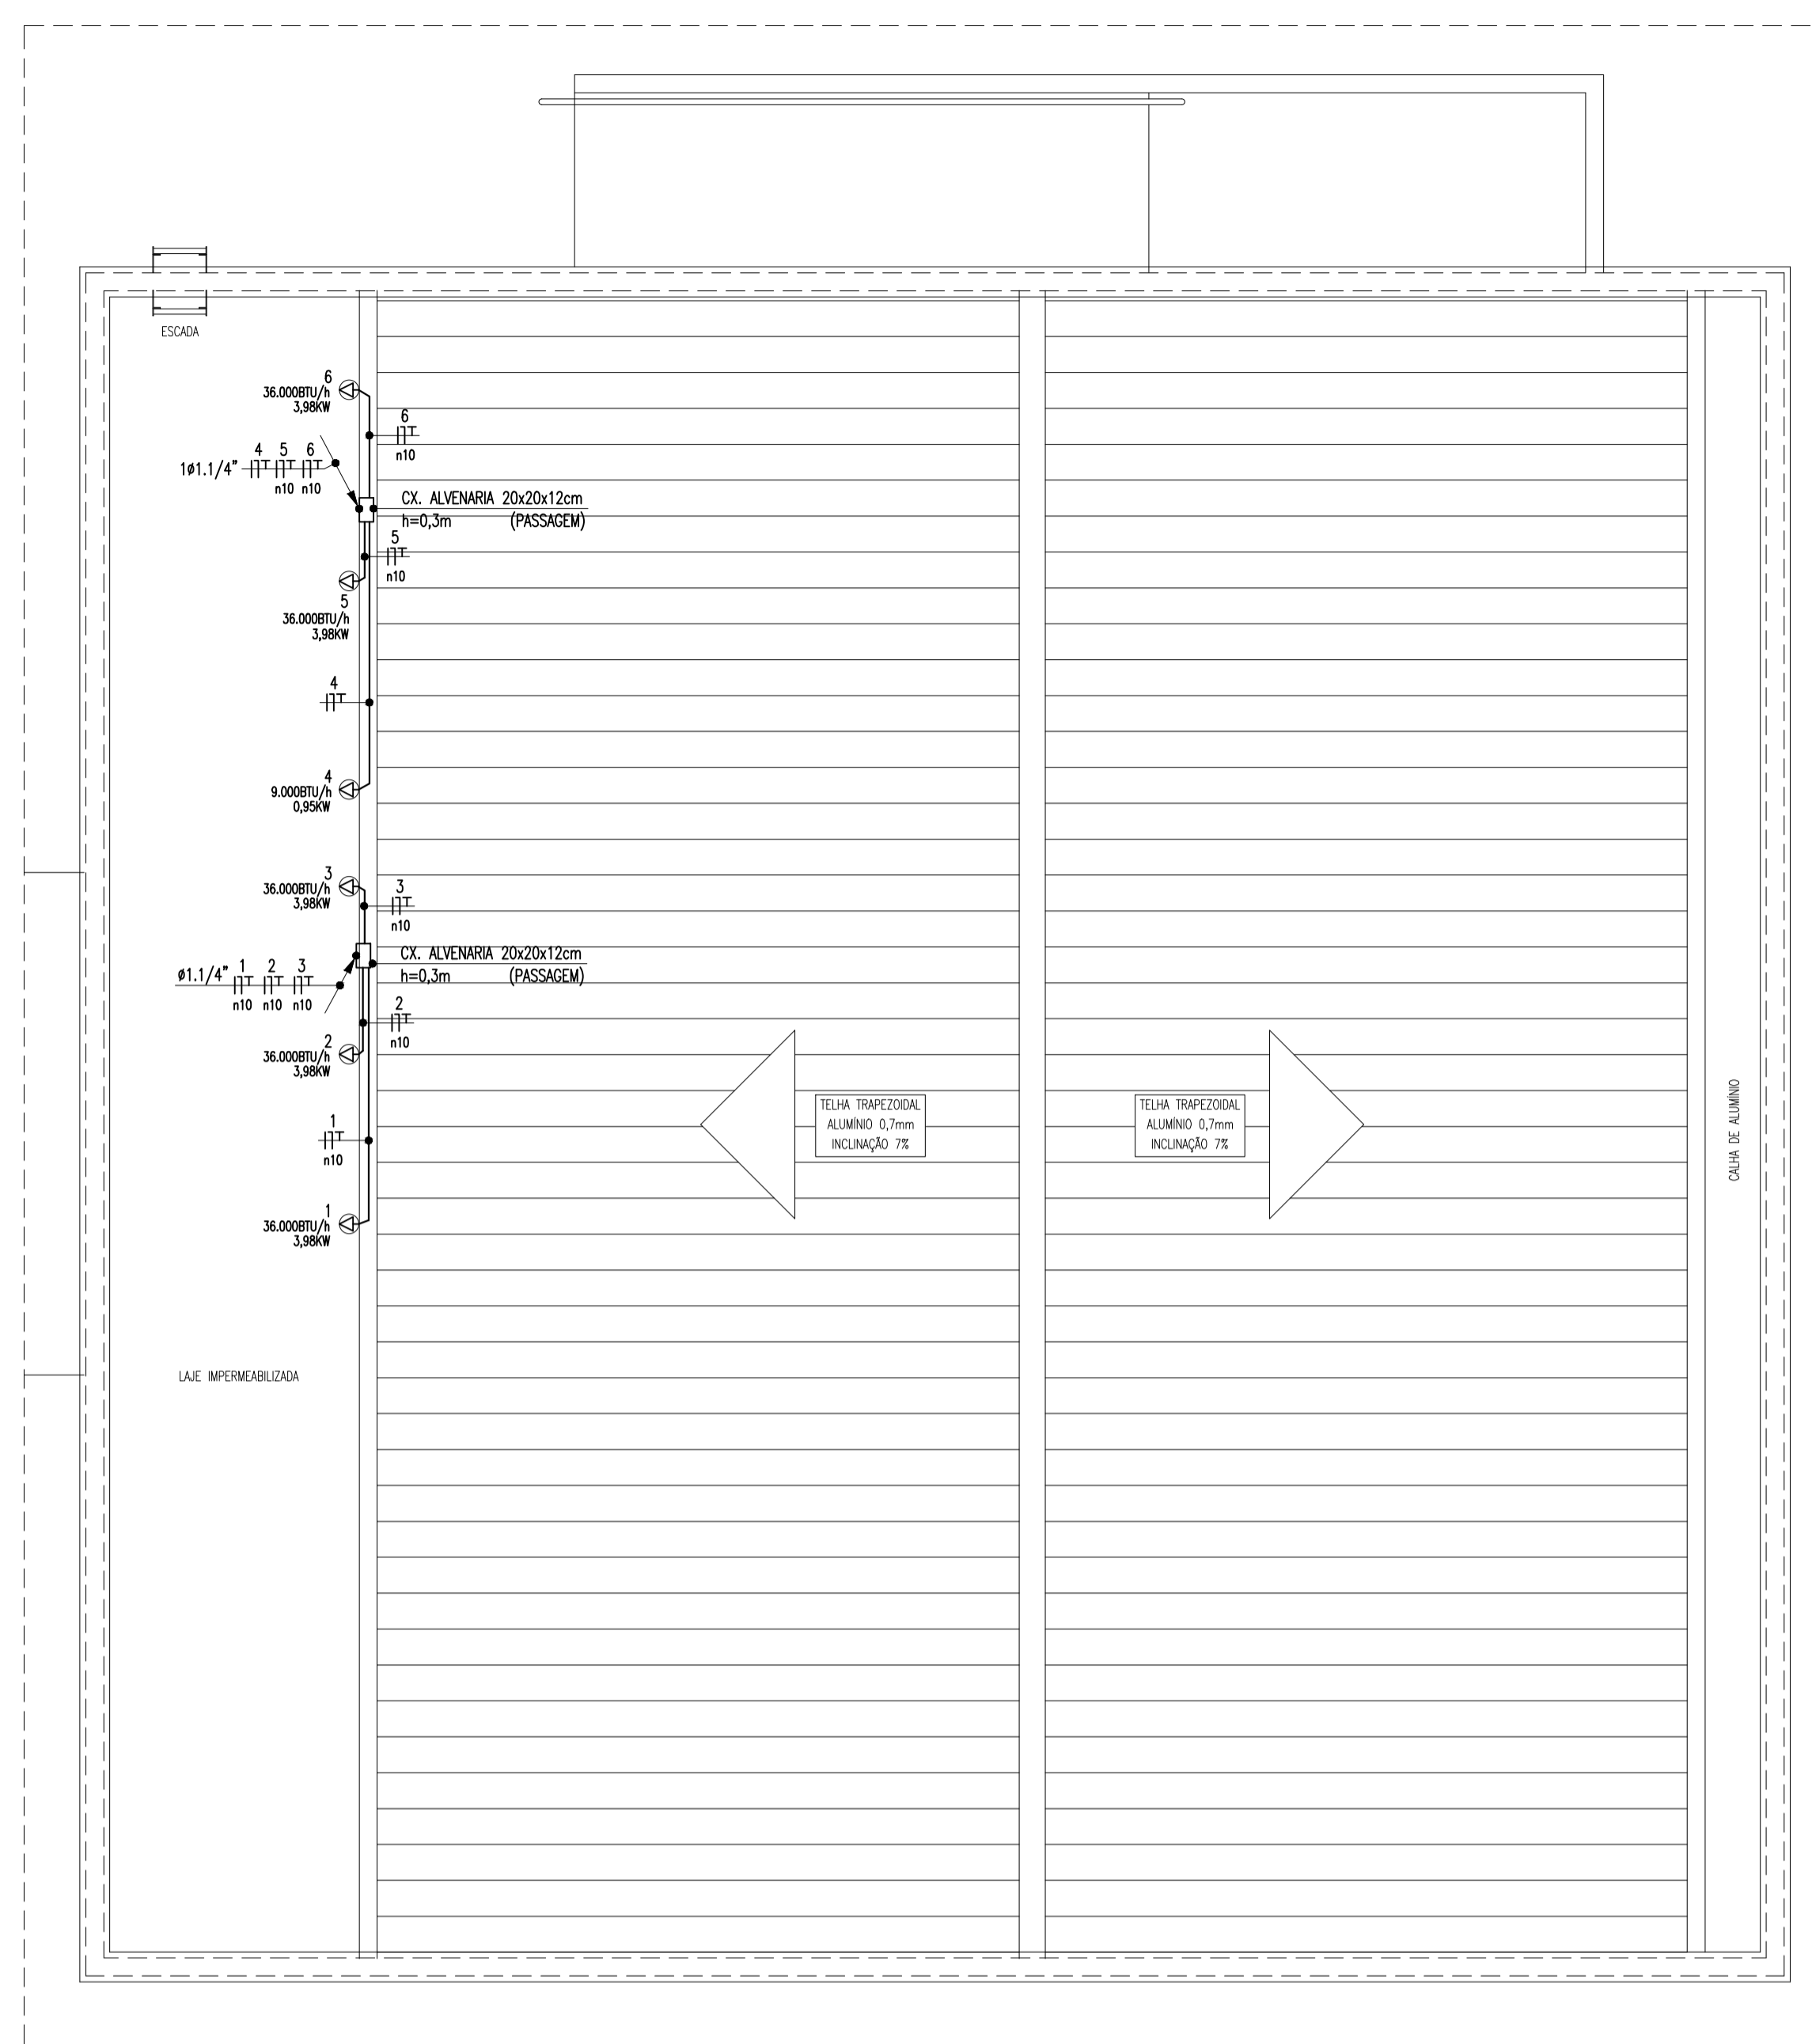 ESCADA
6
36.000BTU/h
3,98KW
6
n10
1ø1.1/4" 4 5 6
n10 n10
CX. ALVENARIA 20x20x12cm
h=0,3m (PASSAGEM)
5
n10
5
36.000BTU/h
3,98KW
4
4
9.000BTU/h
0,95KW
3
36.000BTU/h
3,98KW
3
n10
CX. ALVENARIA 20x20x12cm
h=0,3m (PASSAGEM)
ø1.1/4" 1 2 3
n10 n10 n10
2
n10
2
36.000BTU/h
3,98KW
1
n10
1
36.000BTU/h
3,98KW
TELHA TRAPEZOIDAL
ALUMÍNIO 0,7mm
INCLINAÇÃO 7%
TELHA TRAPEZOIDAL
ALUMÍNIO 0,7mm
INCLINAÇÃO 7%
CALHA DE ALUMÍNIO
LAJE IMPERMEABILIZADA